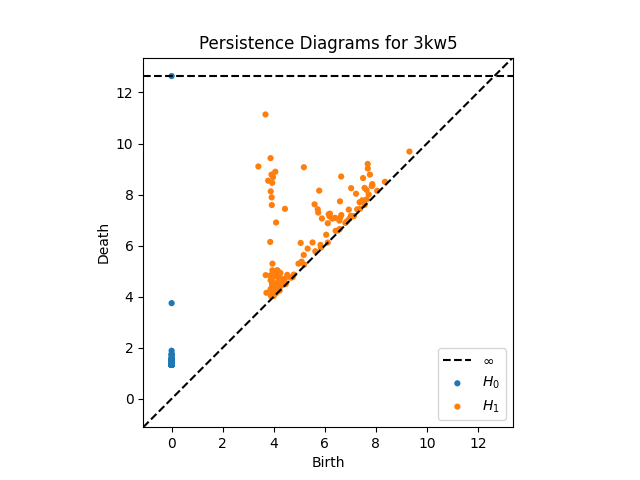 Persistence Diagrams for 3kw5
Death
12
10
8
6
4
2
0
0 2 4 6 8 10 12
Birth
∞
H₀
H₁